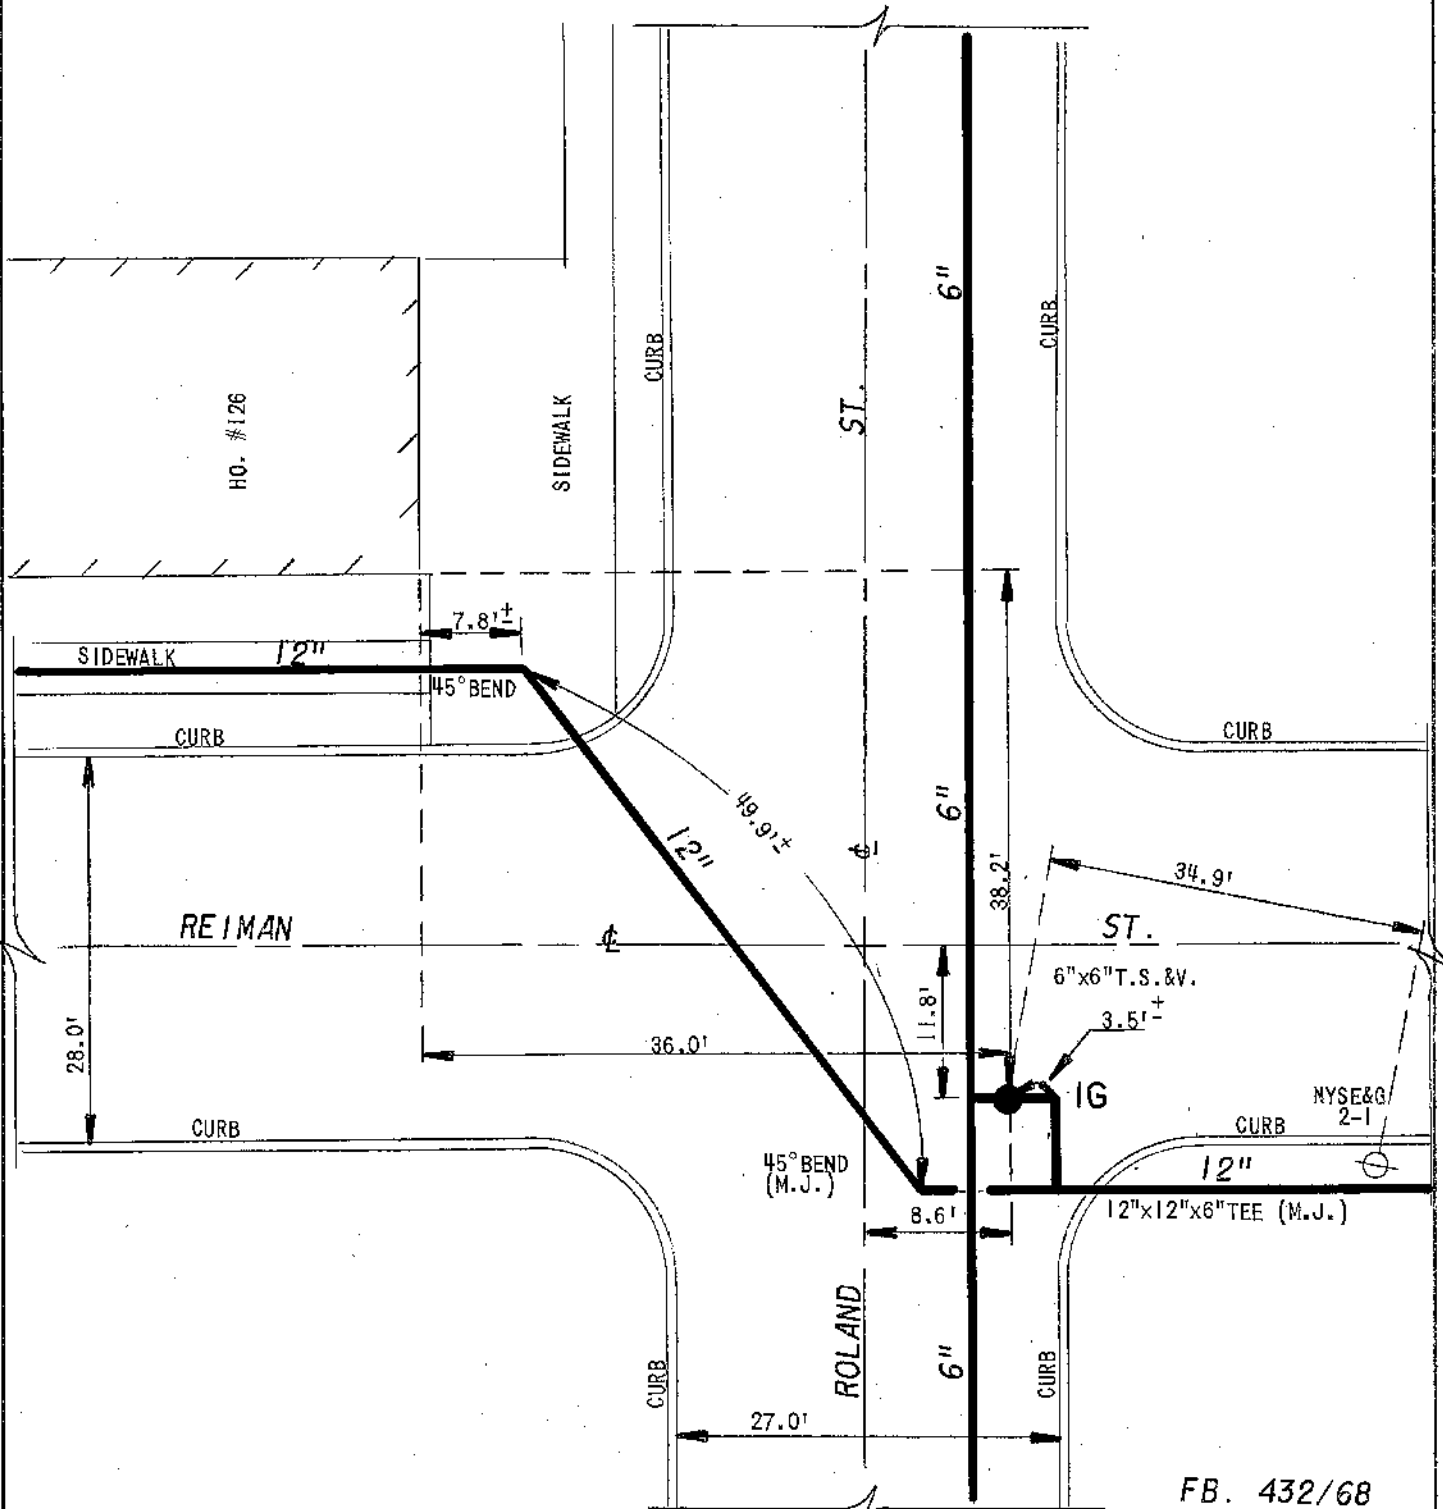 6"
CURB
CURB
ST.
HO. #126
SIDEWALK
7.8'±
SIDEWALK
12"
45° BEND
CURB
CURB
49.9'±
6"
12"
℄
38.2'
34.9'
REIMAN
℄
ST.
6"x6" T.S.&V.
11.8'
3.5'±
28.0'
36.0'
1G
NYSE&G
2-1
CURB
CURB
45° BEND
(M.J.)
12"
8.6'
12"x12"x6" TEE (M.J.)
ROLAND
6"
CURB
CURB
27.0'
FB. 432/68